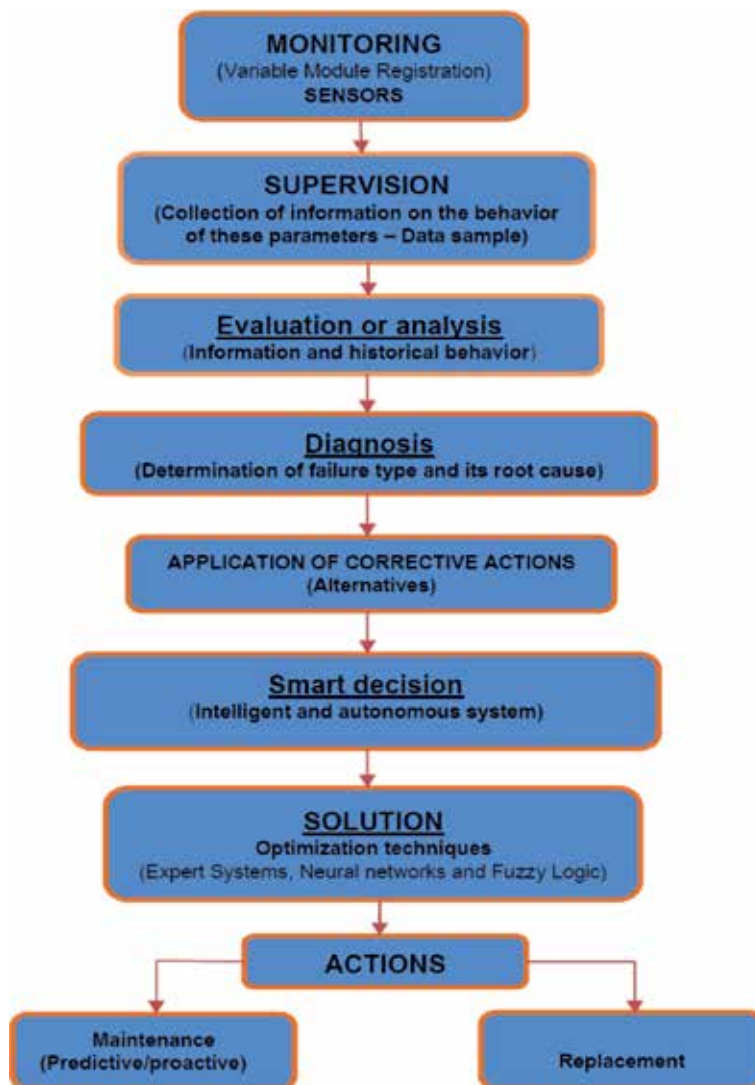 MONITORING
(Variable Module Registration)
SENSORS
SUPERVISION
(Collection of information on the behavior
of these parameters – Data sample)
Evaluation or analysis
(Information and historical behavior)
Diagnosis
(Determination of failure type and its root cause)
APPLICATION OF CORRECTIVE ACTIONS
(Alternatives)
Smart decision
(Intelligent and autonomous system)
SOLUTION
Optimization techniques
(Expert Systems, Neural networks and Fuzzy Logic)
ACTIONS
Maintenance
(Predictive/proactive)
Replacement